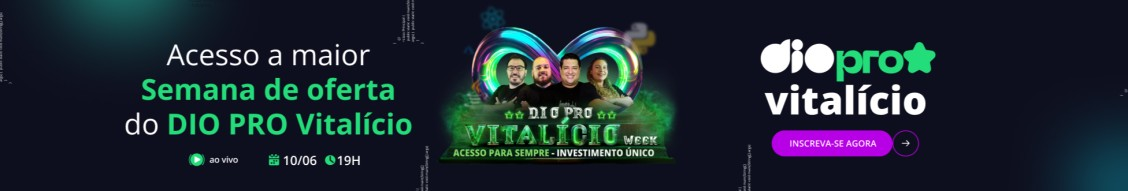 Acesso a maior
Semana de oferta
do DIO PRO Vitalício
ao vivo
10/06
19H
DIO PRO
VITALÍCIO WEEK
ACESSO PARA SEMPRE - INVESTIMENTO ÚNICO
dio pro
vitalício
INSCREVA-SE AGORA